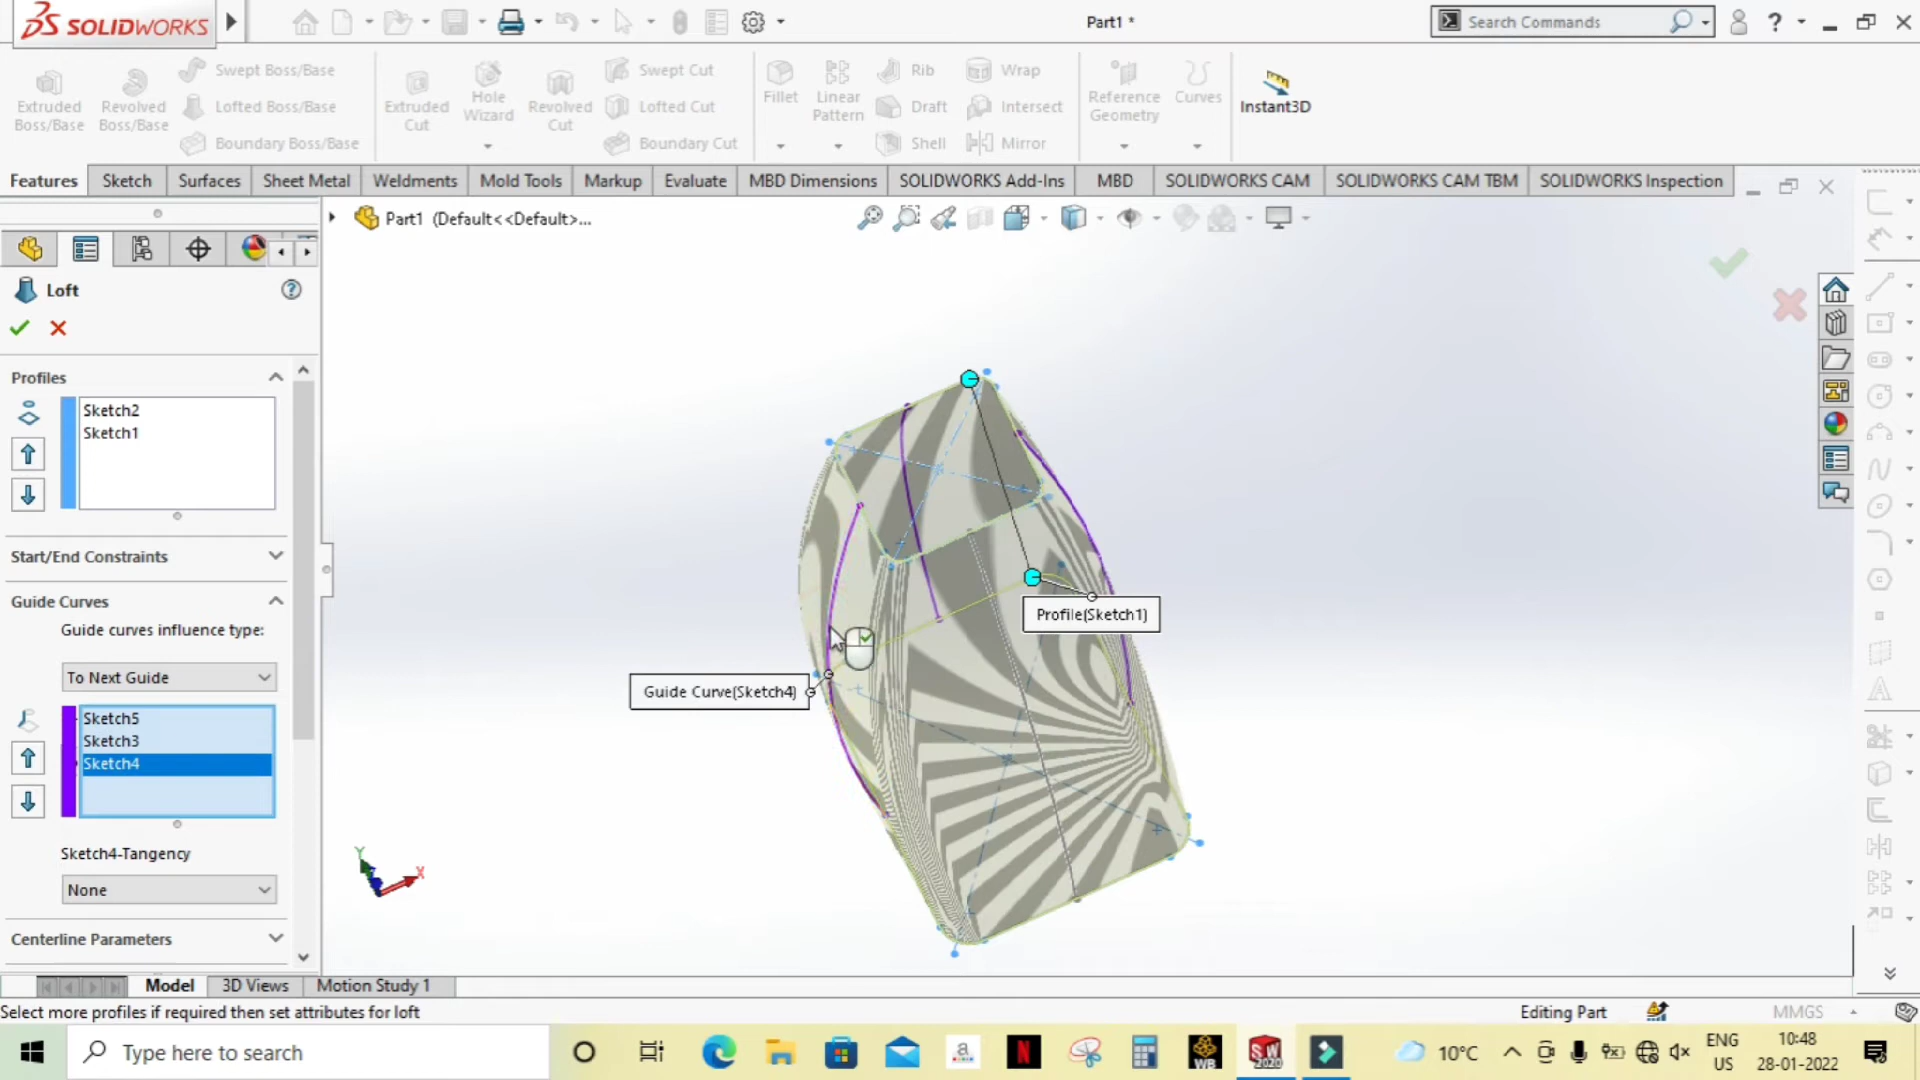 SOLIDWORKS
Part1 *
Search Commands
Extruded Boss/Base
Revolved Boss/Base
Swept Boss/Base
Lofted Boss/Base
Boundary Boss/Base
Extruded Cut
Hole Wizard
Revolved Cut
Swept Cut
Lofted Cut
Boundary Cut
Fillet
Linear Pattern
Rib
Draft
Shell
Wrap
Intersect
Mirror
Reference Geometry
Curves
Instant3D
Features Sketch Surfaces Sheet Metal Weldments Mold Tools Markup Evaluate MBD Dimensions SOLIDWORKS Add-Ins MBD SOLIDWORKS CAM SOLIDWORKS CAM TBM SOLIDWORKS Inspection
Part1 (Default<<Default>...
Loft
Profiles
Sketch2
Sketch1
Start/End Constraints
Guide Curves
Guide curves influence type:
To Next Guide
Sketch5
Sketch3
Sketch4
Sketch4-Tangency
None
Centerline Parameters
Profile(Sketch1)
Guide Curve(Sketch4)
Y
X
Model 3D Views Motion Study 1
Select more profiles if required then set attributes for loft
Editing Part
MMGS
Type here to search
a
N
WB
SW
2020
10°C
ENG
US
10:48
28-01-2022